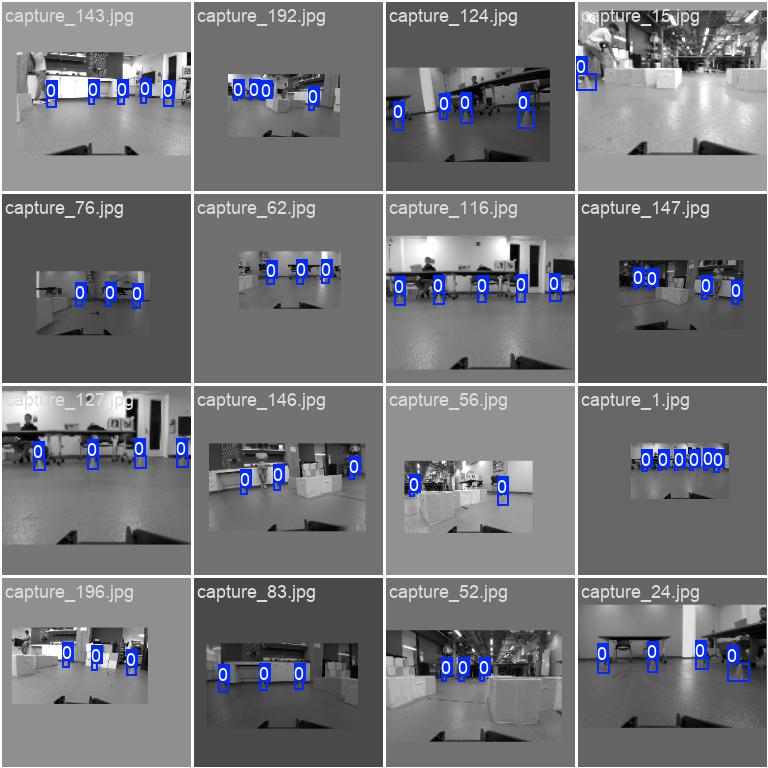 capture_143.jpg
capture_192.jpg
capture_124.jpg
capture_15.jpg
0 0 0 0 0
0 0 0 0
0 0 0 0
0
capture_76.jpg
capture_62.jpg
capture_116.jpg
capture_147.jpg
0 0 0
0 0 0
0 0 0 0 0
0 0 0 0
capture_127.jpg
capture_146.jpg
capture_56.jpg
capture_1.jpg
0 0 0 0
0 0 0
0 0
0 0 0 0 0 0
capture_196.jpg
capture_83.jpg
capture_52.jpg
capture_24.jpg
0 0 0
0 0 0
0 0 0
0 0 0 0